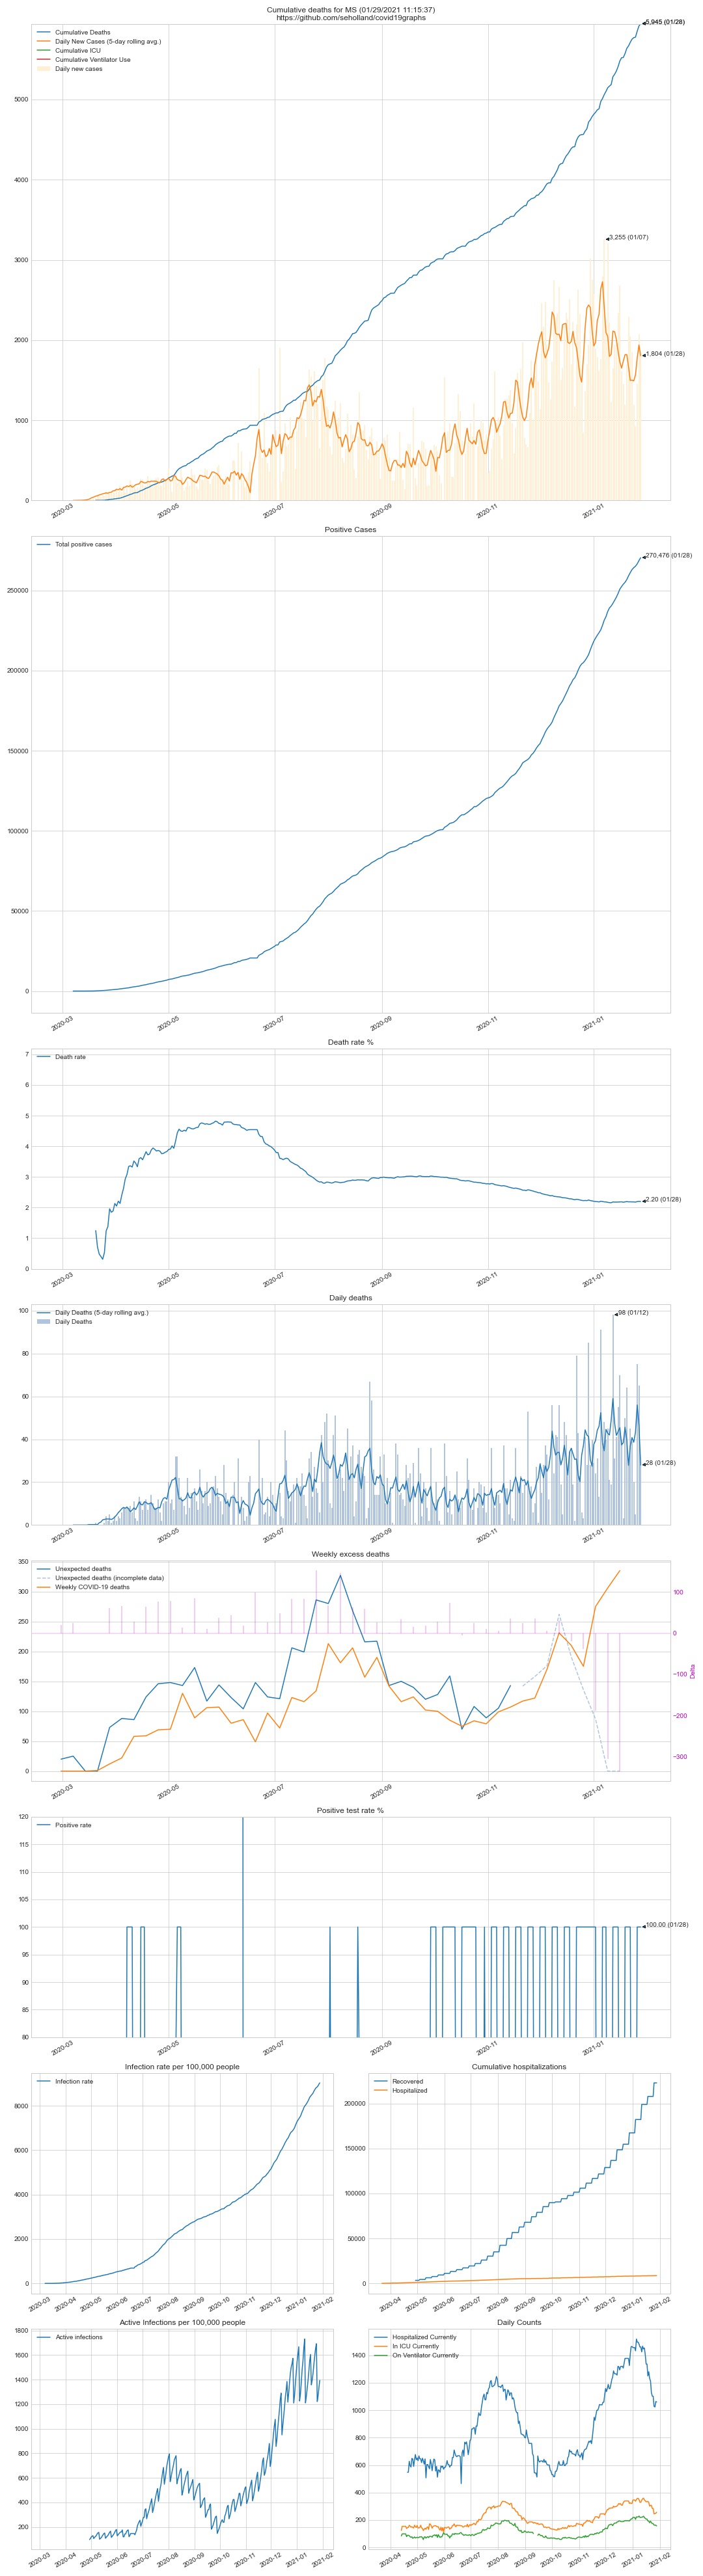 Cumulative deaths for MS (01/29/2021 11:15:37)
https://github.com/seholland/covid19graphs
Cumulative Deaths
Daily New Cases (5-day rolling avg.)
Cumulative ICU
Cumulative Ventilator Use
Daily new cases
5,945 (01/28)
3,255 (01/07)
1,804 (01/28)
5000
4000
3000
2000
1000
0
2020-03 2020-05 2020-07 2020-09 2020-11 2021-01
Positive Cases
Total positive cases
270,476 (01/28)
250000
200000
150000
100000
50000
0
2020-03 2020-05 2020-07 2020-09 2020-11 2021-01
Death rate %
Death rate
2.20 (01/28)
7
6
5
4
3
2
1
0
2020-03 2020-05 2020-07 2020-09 2020-11 2021-01
Daily deaths
Daily Deaths (5-day rolling avg.)
Daily Deaths
98 (01/12)
28 (01/28)
100
80
60
40
20
0
2020-03 2020-05 2020-07 2020-09 2020-11 2021-01
Weekly excess deaths
Unexpected deaths
Unexpected deaths (incomplete data)
Weekly COVID-19 deaths
350
300
250
200
150
100
50
0
100
0
−100
−200
−300
Delta
2020-03 2020-05 2020-07 2020-09 2020-11 2021-01
Positive test rate %
Positive rate
100.00 (01/28)
120
115
110
105
100
95
90
85
80
2020-03 2020-05 2020-07 2020-09 2020-11 2021-01
Infection rate per 100,000 people
Infection rate
8000
6000
4000
2000
0
2020-03 2020-04 2020-05 2020-06 2020-07 2020-08 2020-09 2020-10 2020-11 2020-12 2021-01 2021-02
Cumulative hospitalizations
Recovered
Hospitalized
200000
150000
100000
50000
0
2020-03 2020-04 2020-05 2020-06 2020-07 2020-08 2020-09 2020-10 2020-11 2020-12 2021-01 2021-02
Active Infections per 100,000 people
Active infections
1800
1600
1400
1200
1000
800
600
400
200
2020-03 2020-04 2020-05 2020-06 2020-07 2020-08 2020-09 2020-10 2020-11 2020-12 2021-01 2021-02
Daily Counts
Hospitalized Currently
In ICU Currently
On Ventilator Currently
1400
1200
1000
800
600
400
200
0
2020-04 2020-05 2020-06 2020-07 2020-08 2020-09 2020-10 2020-11 2020-12 2021-01 2021-02